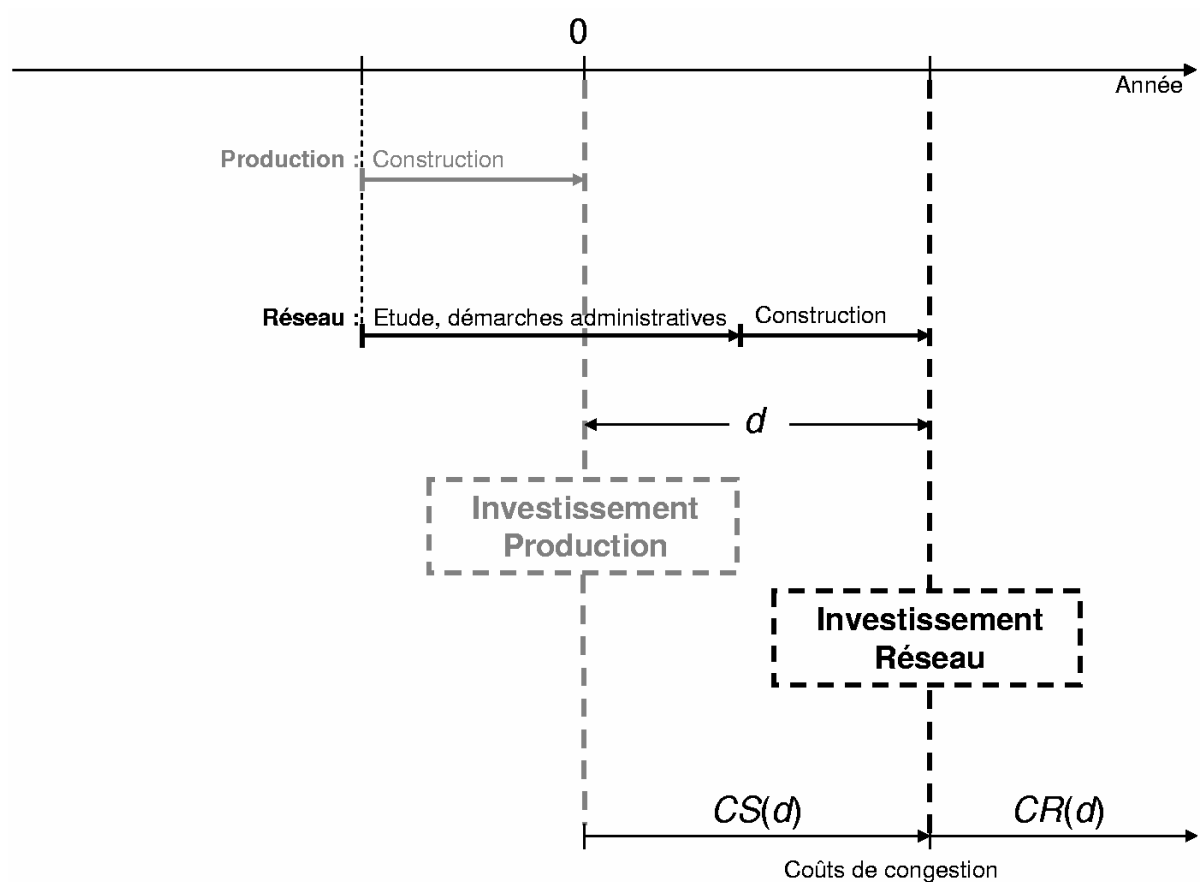 0
Année
Production : Construction
Réseau : Etude, démarches administratives Construction
d
Investissement
Production
Investissement
Réseau
CS(d) CR(d)
Coûts de congestion